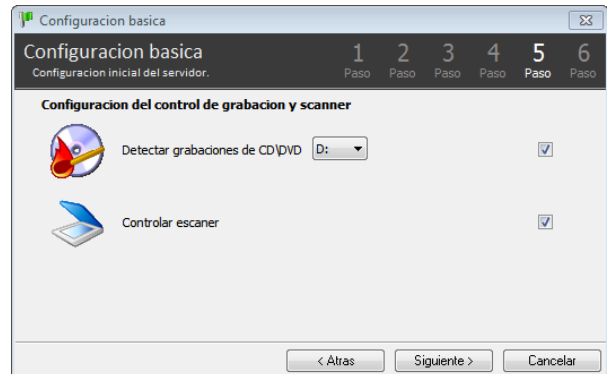 Configuracion basica
Configuracion basica
Configuracion inicial del servidor.
1 2 3 4 5 6
Paso Paso Paso Paso Paso Paso
Configuracion del control de grabacion y scanner
Detectar grabaciones de CD\DVD D:
Controlar escaner
< Atras Siguiente > Cancelar